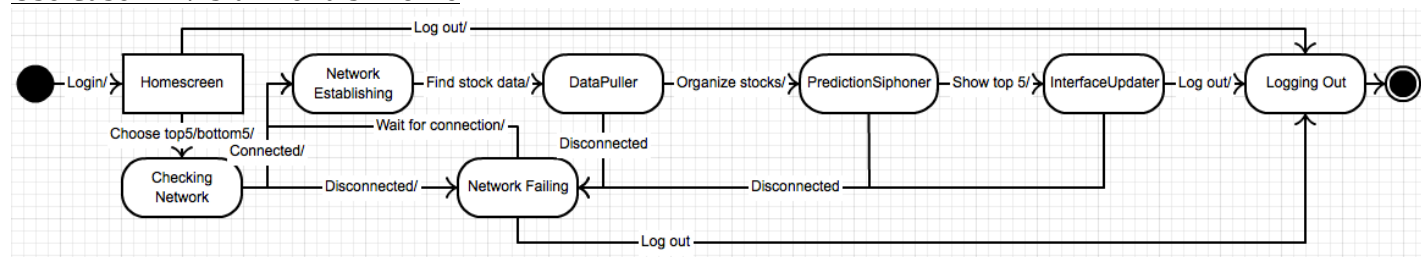 Log out/
Login/
Homescreen
Network
Establishing
Find stock data/
DataPuller
Organize stocks/
PredictionSiphoner
Show top 5/
InterfaceUpdater
Log out/
Logging Out
Choose top5/bottom5/
Wait for connection/
Connected/
Disconnected
Checking
Network
Disconnected/
Network Failing
Disconnected
Log out